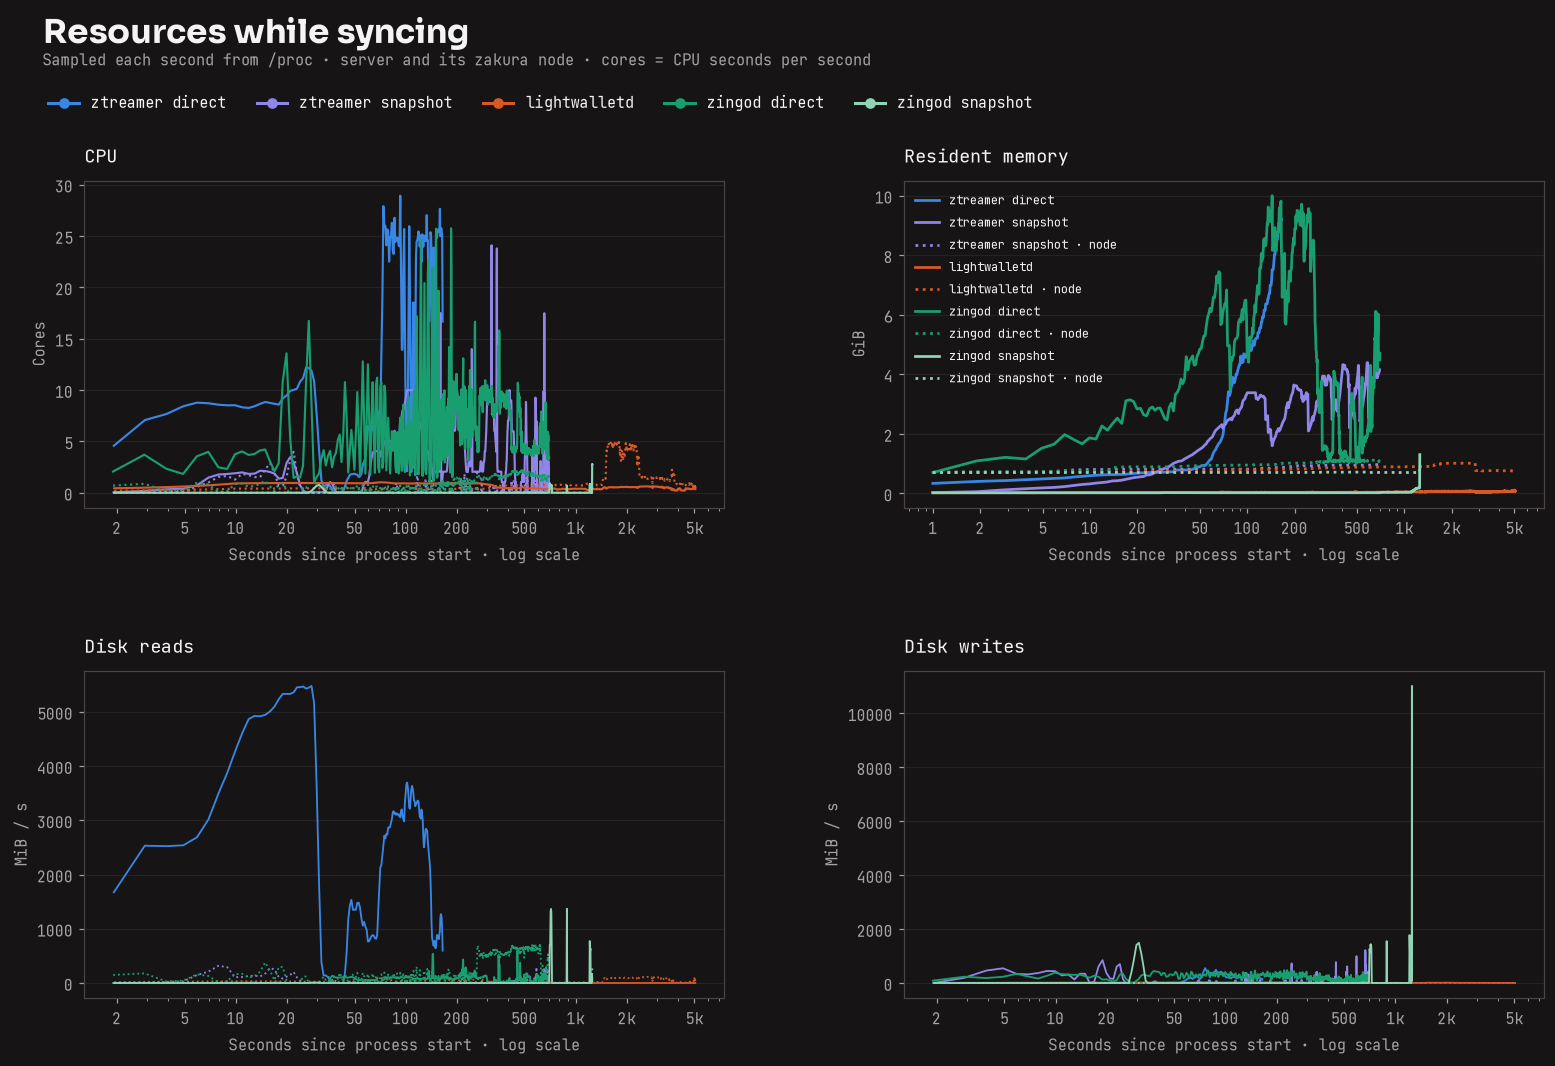 Resources while syncing
Sampled each second from /proc · server and its zakura node · cores = CPU seconds per second
ztreamer direct
ztreamer snapshot
lightwalletd
zingod direct
zingod snapshot
CPU
30
25
20
15
10
5
0
Cores
2 5 10 20 50 100 200 500 1k 2k 5k
Seconds since process start · log scale
Resident memory
ztreamer direct
ztreamer snapshot
ztreamer snapshot · node
lightwalletd
lightwalletd · node
zingod direct
zingod direct · node
zingod snapshot
zingod snapshot · node
10
8
6
4
2
0
GiB
1 2 5 10 20 50 100 200 500 1k 2k 5k
Seconds since process start · log scale
Disk reads
5000
4000
3000
2000
1000
0
MiB / s
2 5 10 20 50 100 200 500 1k 2k 5k
Seconds since process start · log scale
Disk writes
10000
8000
6000
4000
2000
0
MiB / s
2 5 10 20 50 100 200 500 1k 2k 5k
Seconds since process start · log scale